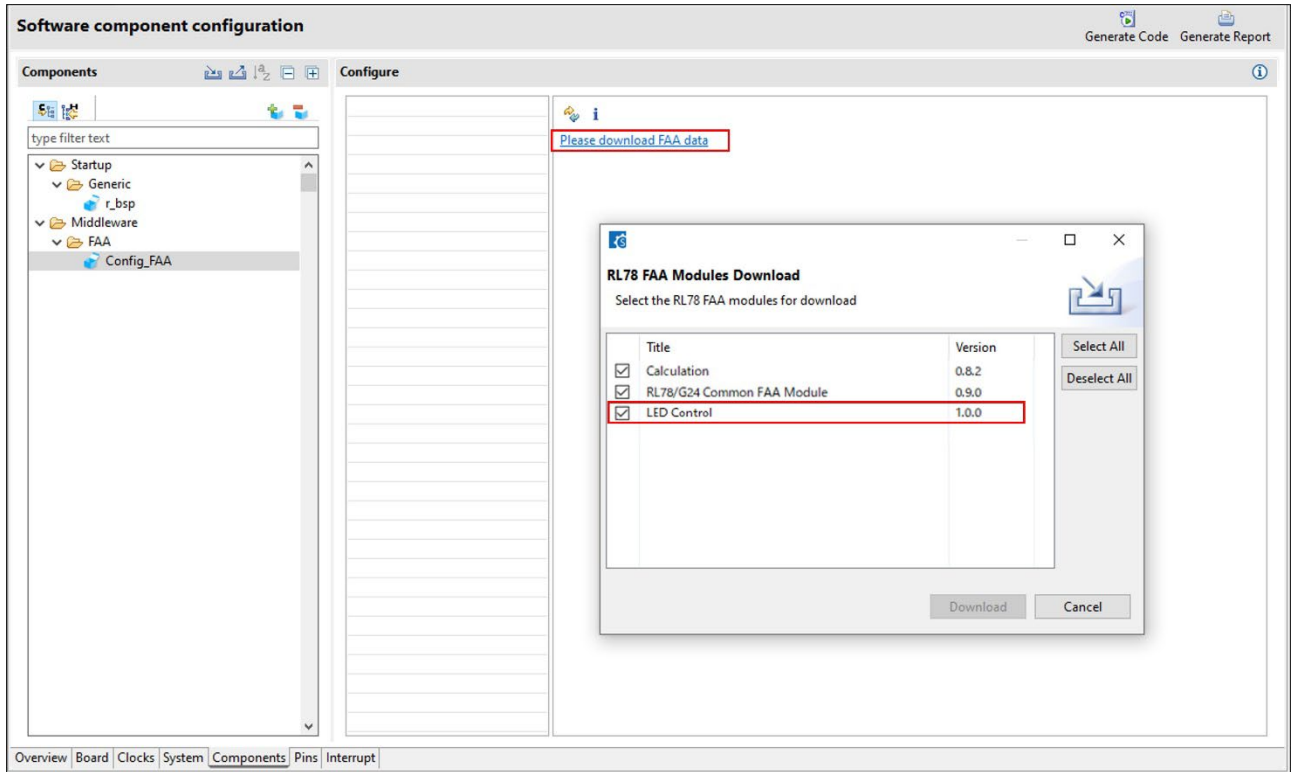 Software component configuration
Generate Code Generate Report
Components
Configure
type filter text
Startup
Generic
r_bsp
Middleware
FAA
Config_FAA
Please download FAA data
RL78 FAA Modules Download
Select the RL78 FAA modules for download
Title Version
Calculation 0.8.2
RL78/G24 Common FAA Module 0.9.0
LED Control 1.0.0
Select All
Deselect All
Download Cancel
Overview Board Clocks System Components Pins Interrupt